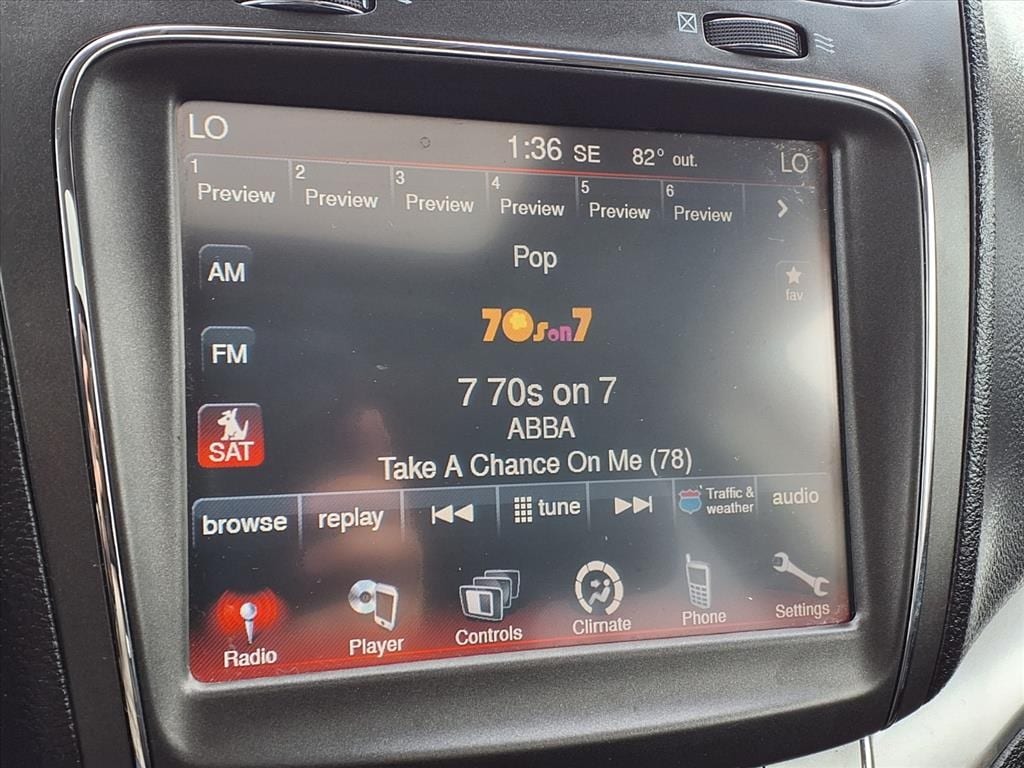 LO 1:36 SE 82° out. LO
1 Preview 2 Preview 3 Preview 4 Preview 5 Preview 6 Preview
Pop
AM
fav
70s on 7
FM
7 70s on 7
ABBA
SAT
Take A Chance On Me (78)
browse replay tune Traffic & weather audio
Radio Player Controls Climate Phone Settings